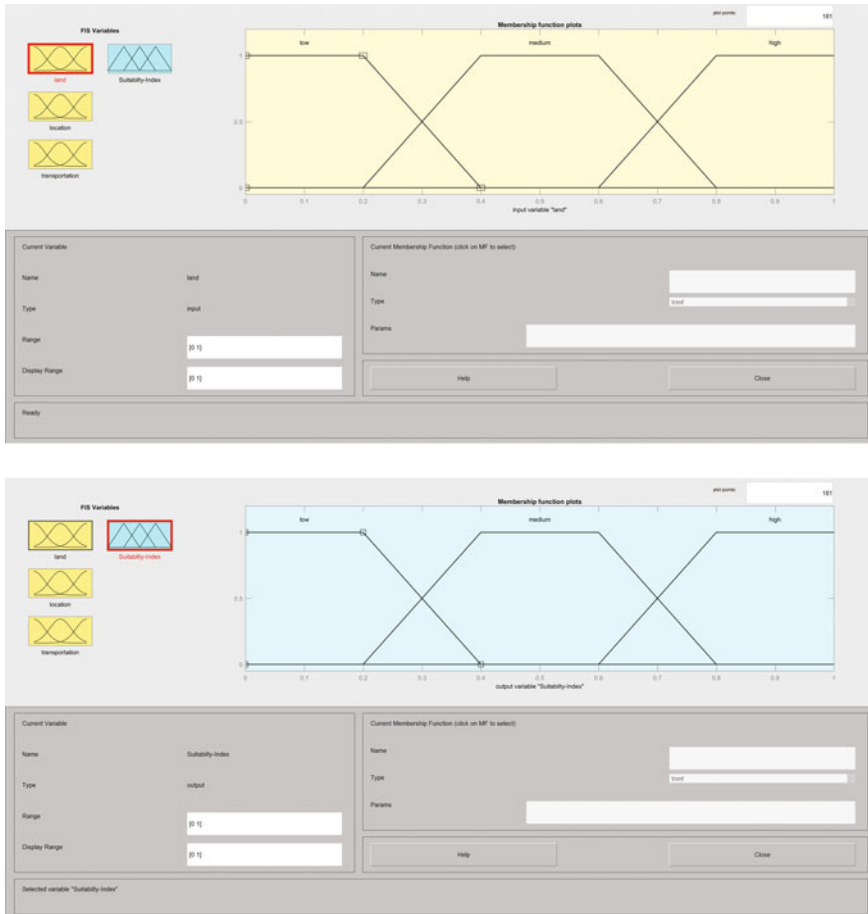 plot points: 181
FIS Variables
Membership function plots
land
Suitabilty-Index
location
transportation
low medium high
1
0.5
0
0 0.1 0.2 0.3 0.4 0.5 0.6 0.7 0.8 0.9 1
input variable "land"
Current Variable
Name land
Type input
Range [0 1]
Display Range [0 1]
Current Membership Function (click on MF to select)
Name
Type trimf
Params
Help Close
Ready
plot points: 181
FIS Variables
Membership function plots
land
Suitabilty-Index
location
transportation
low medium high
1
0.5
0
0 0.1 0.2 0.3 0.4 0.5 0.6 0.7 0.8 0.9 1
output variable "Suitabilty-Index"
Current Variable
Name Suitabilty-Index
Type output
Range [0 1]
Display Range [0 1]
Current Membership Function (click on MF to select)
Name
Type trimf
Params
Help Close
Selected variable "Suitabilty-Index"